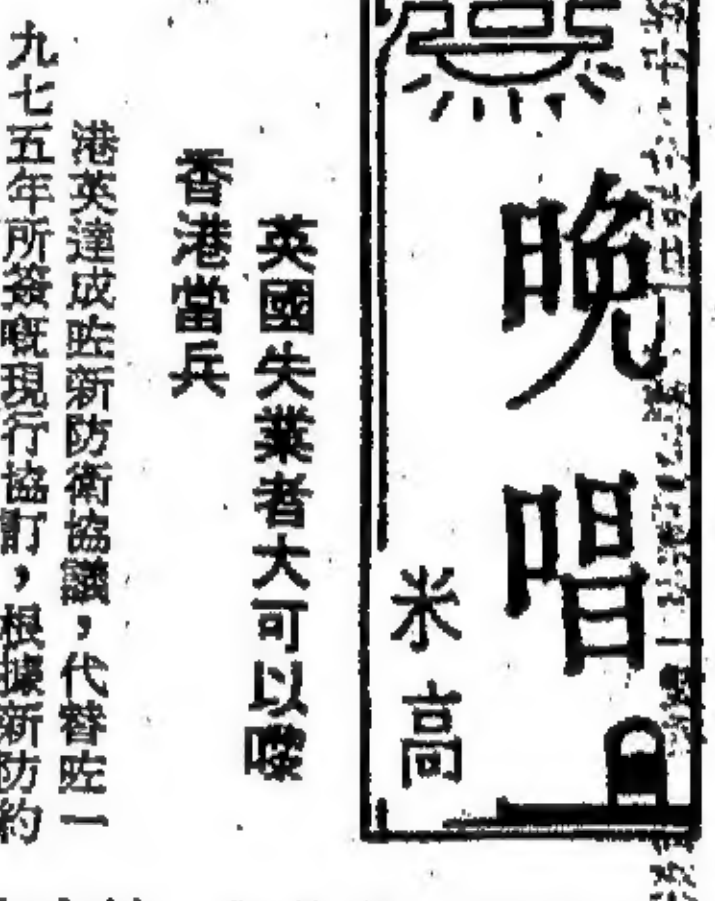 晚唱
米高
英國失業者大可以嚟
香港當兵
港英達成咗新防衛協議，代替咗一
九七五年所簽嘅現行協訂，根據新防約